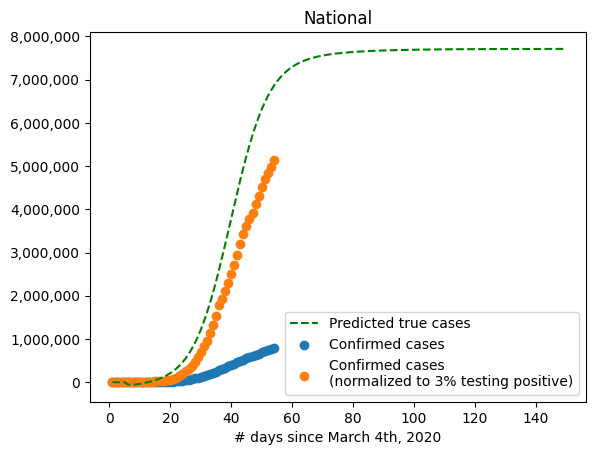 National
8,000,000
7,000,000
6,000,000
5,000,000
4,000,000
3,000,000
2,000,000
1,000,000
0
Predicted true cases
Confirmed cases
Confirmed cases
(normalized to 3% testing positive)
0 20 40 60 80 100 120 140
# days since March 4th, 2020